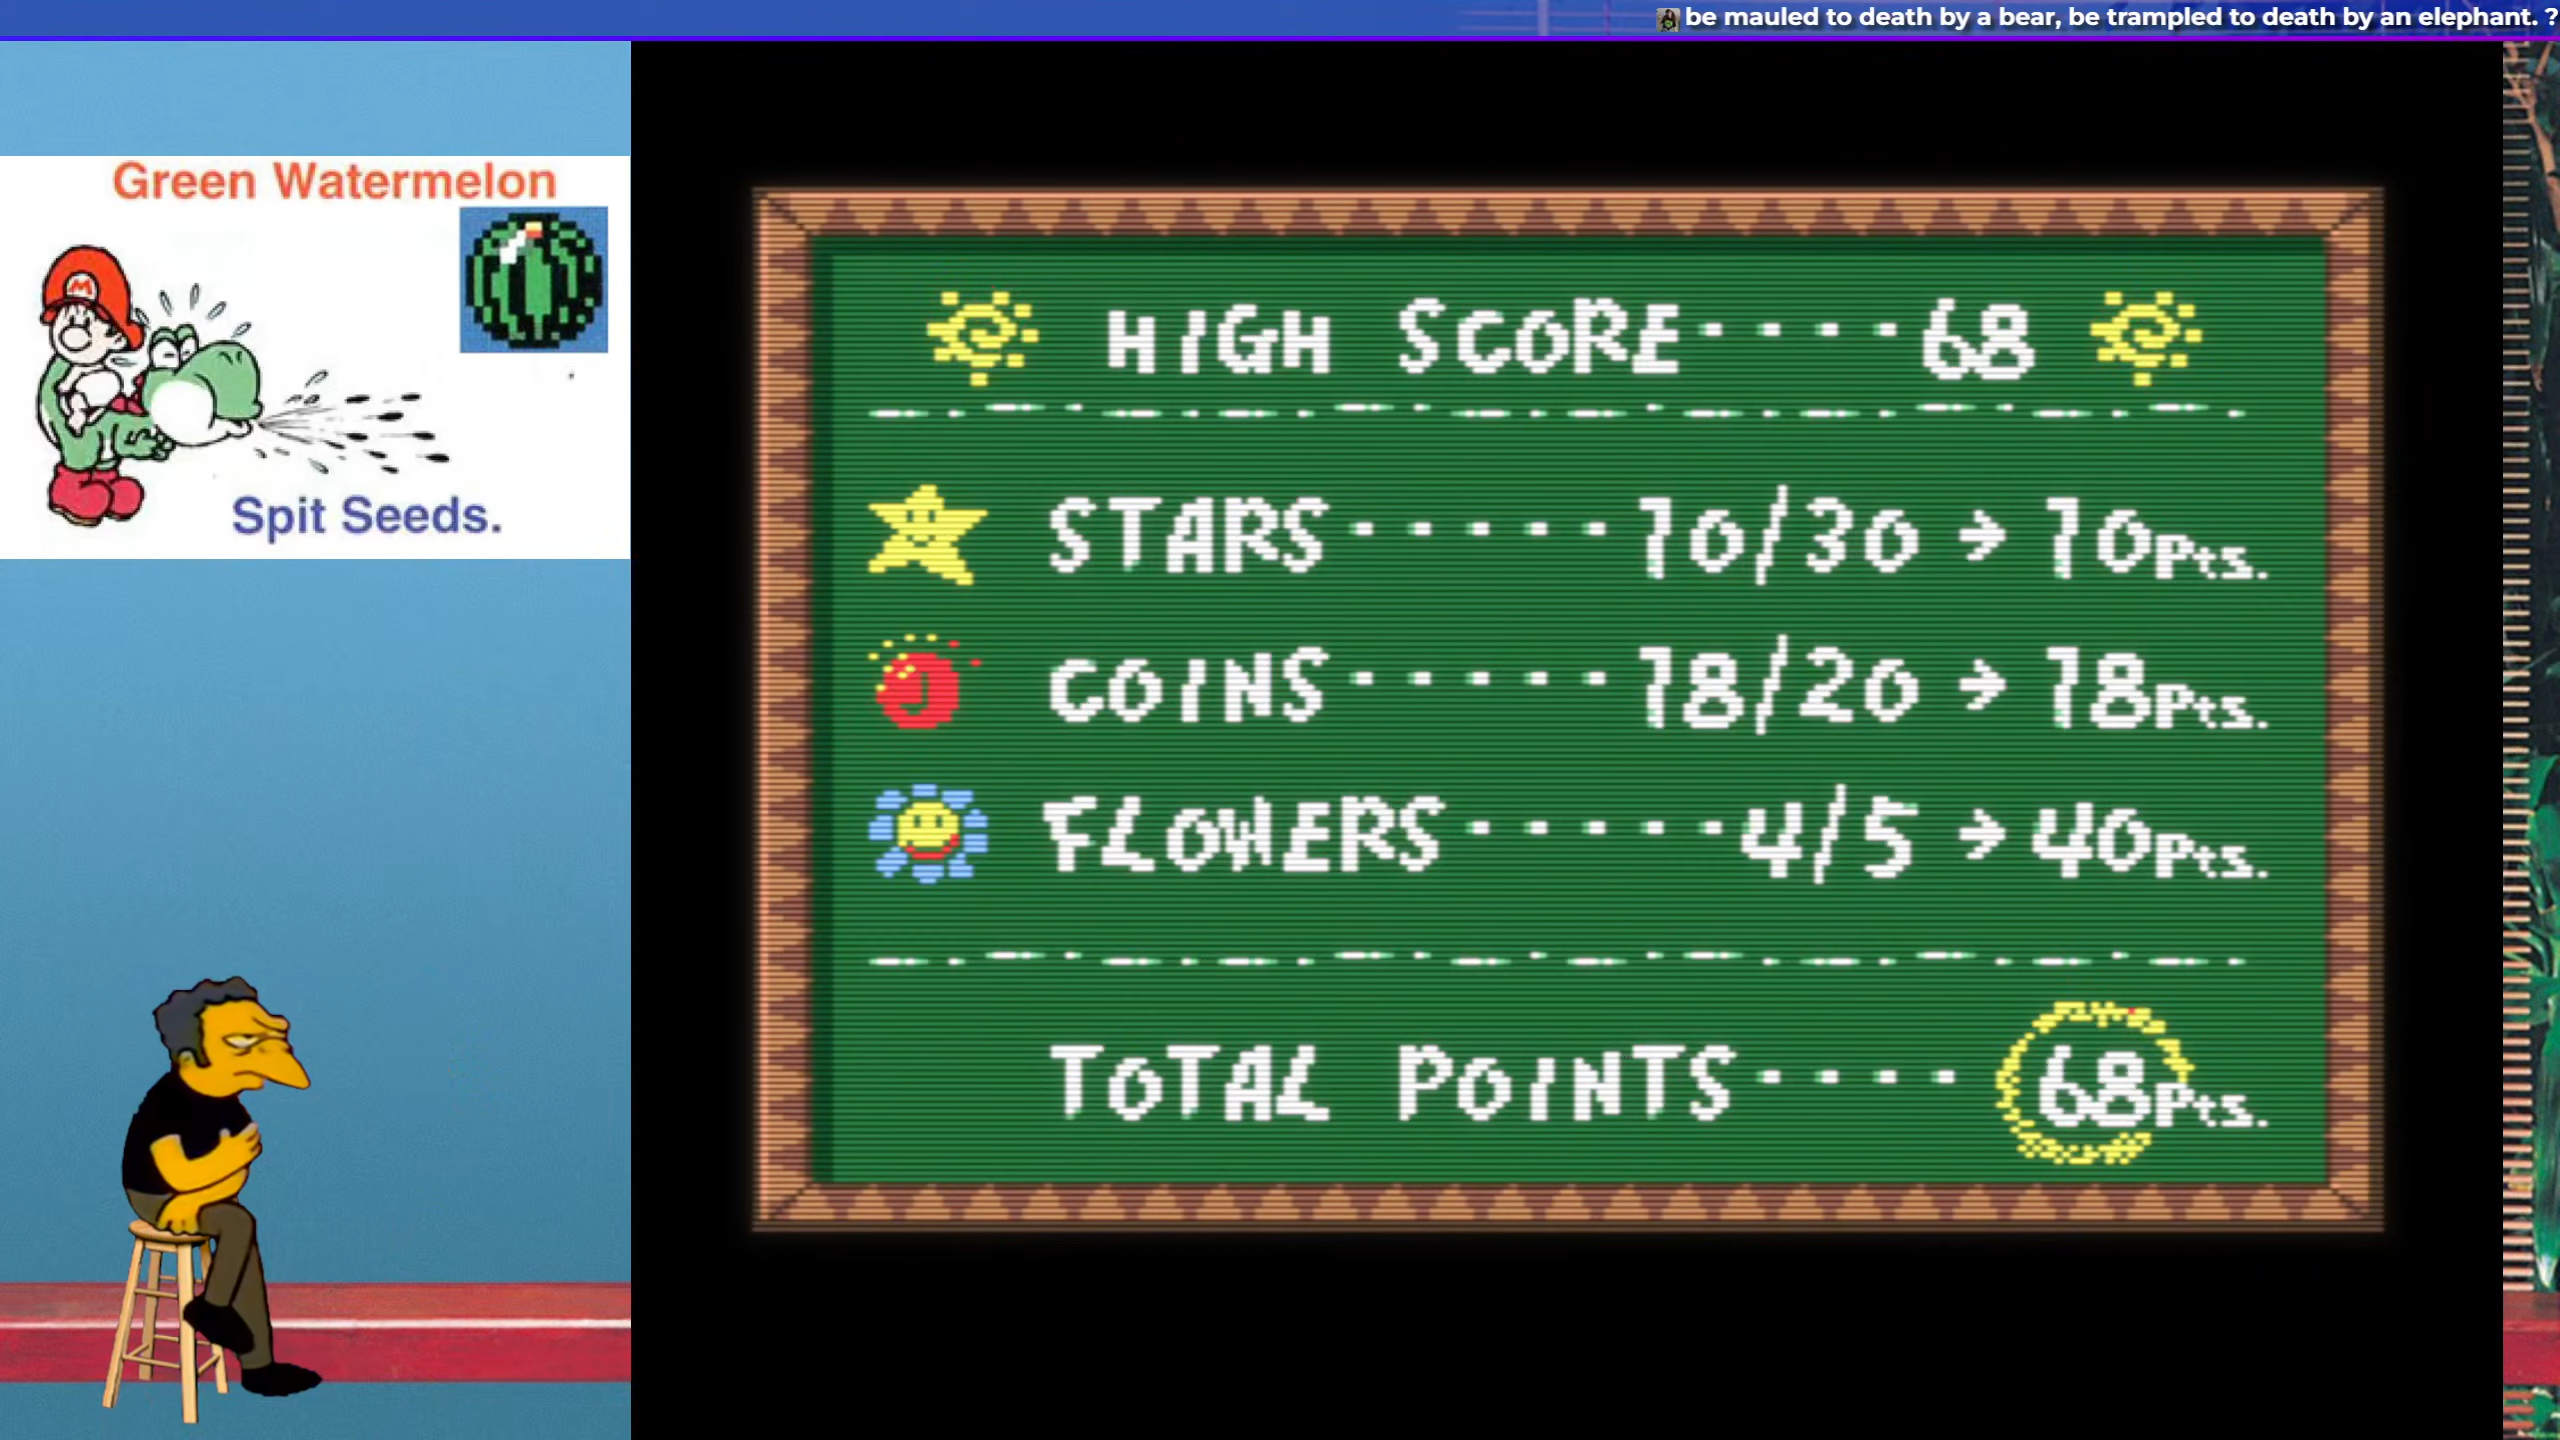 be mauled to death by a bear, be trampled to death by an elephant. ?
Green Watermelon
M
Spit Seeds.
HIGH SCORE····68
STARS·····10/30 → 10Pts.
COINS·····18/20 → 18Pts.
FLOWERS·····4/5 → 40Pts.
TOTAL POINTS···· 68Pts.